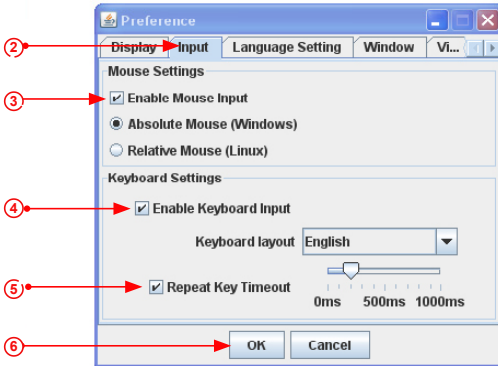 Preference
2
Display Input Language Setting Window Vi...
Mouse Settings
3
Enable Mouse Input
Absolute Mouse (Windows)
Relative Mouse (Linux)
Keyboard Settings
4
Enable Keyboard Input
Keyboard layout English
5
Repeat Key Timeout
0ms 500ms 1000ms
6
OK Cancel